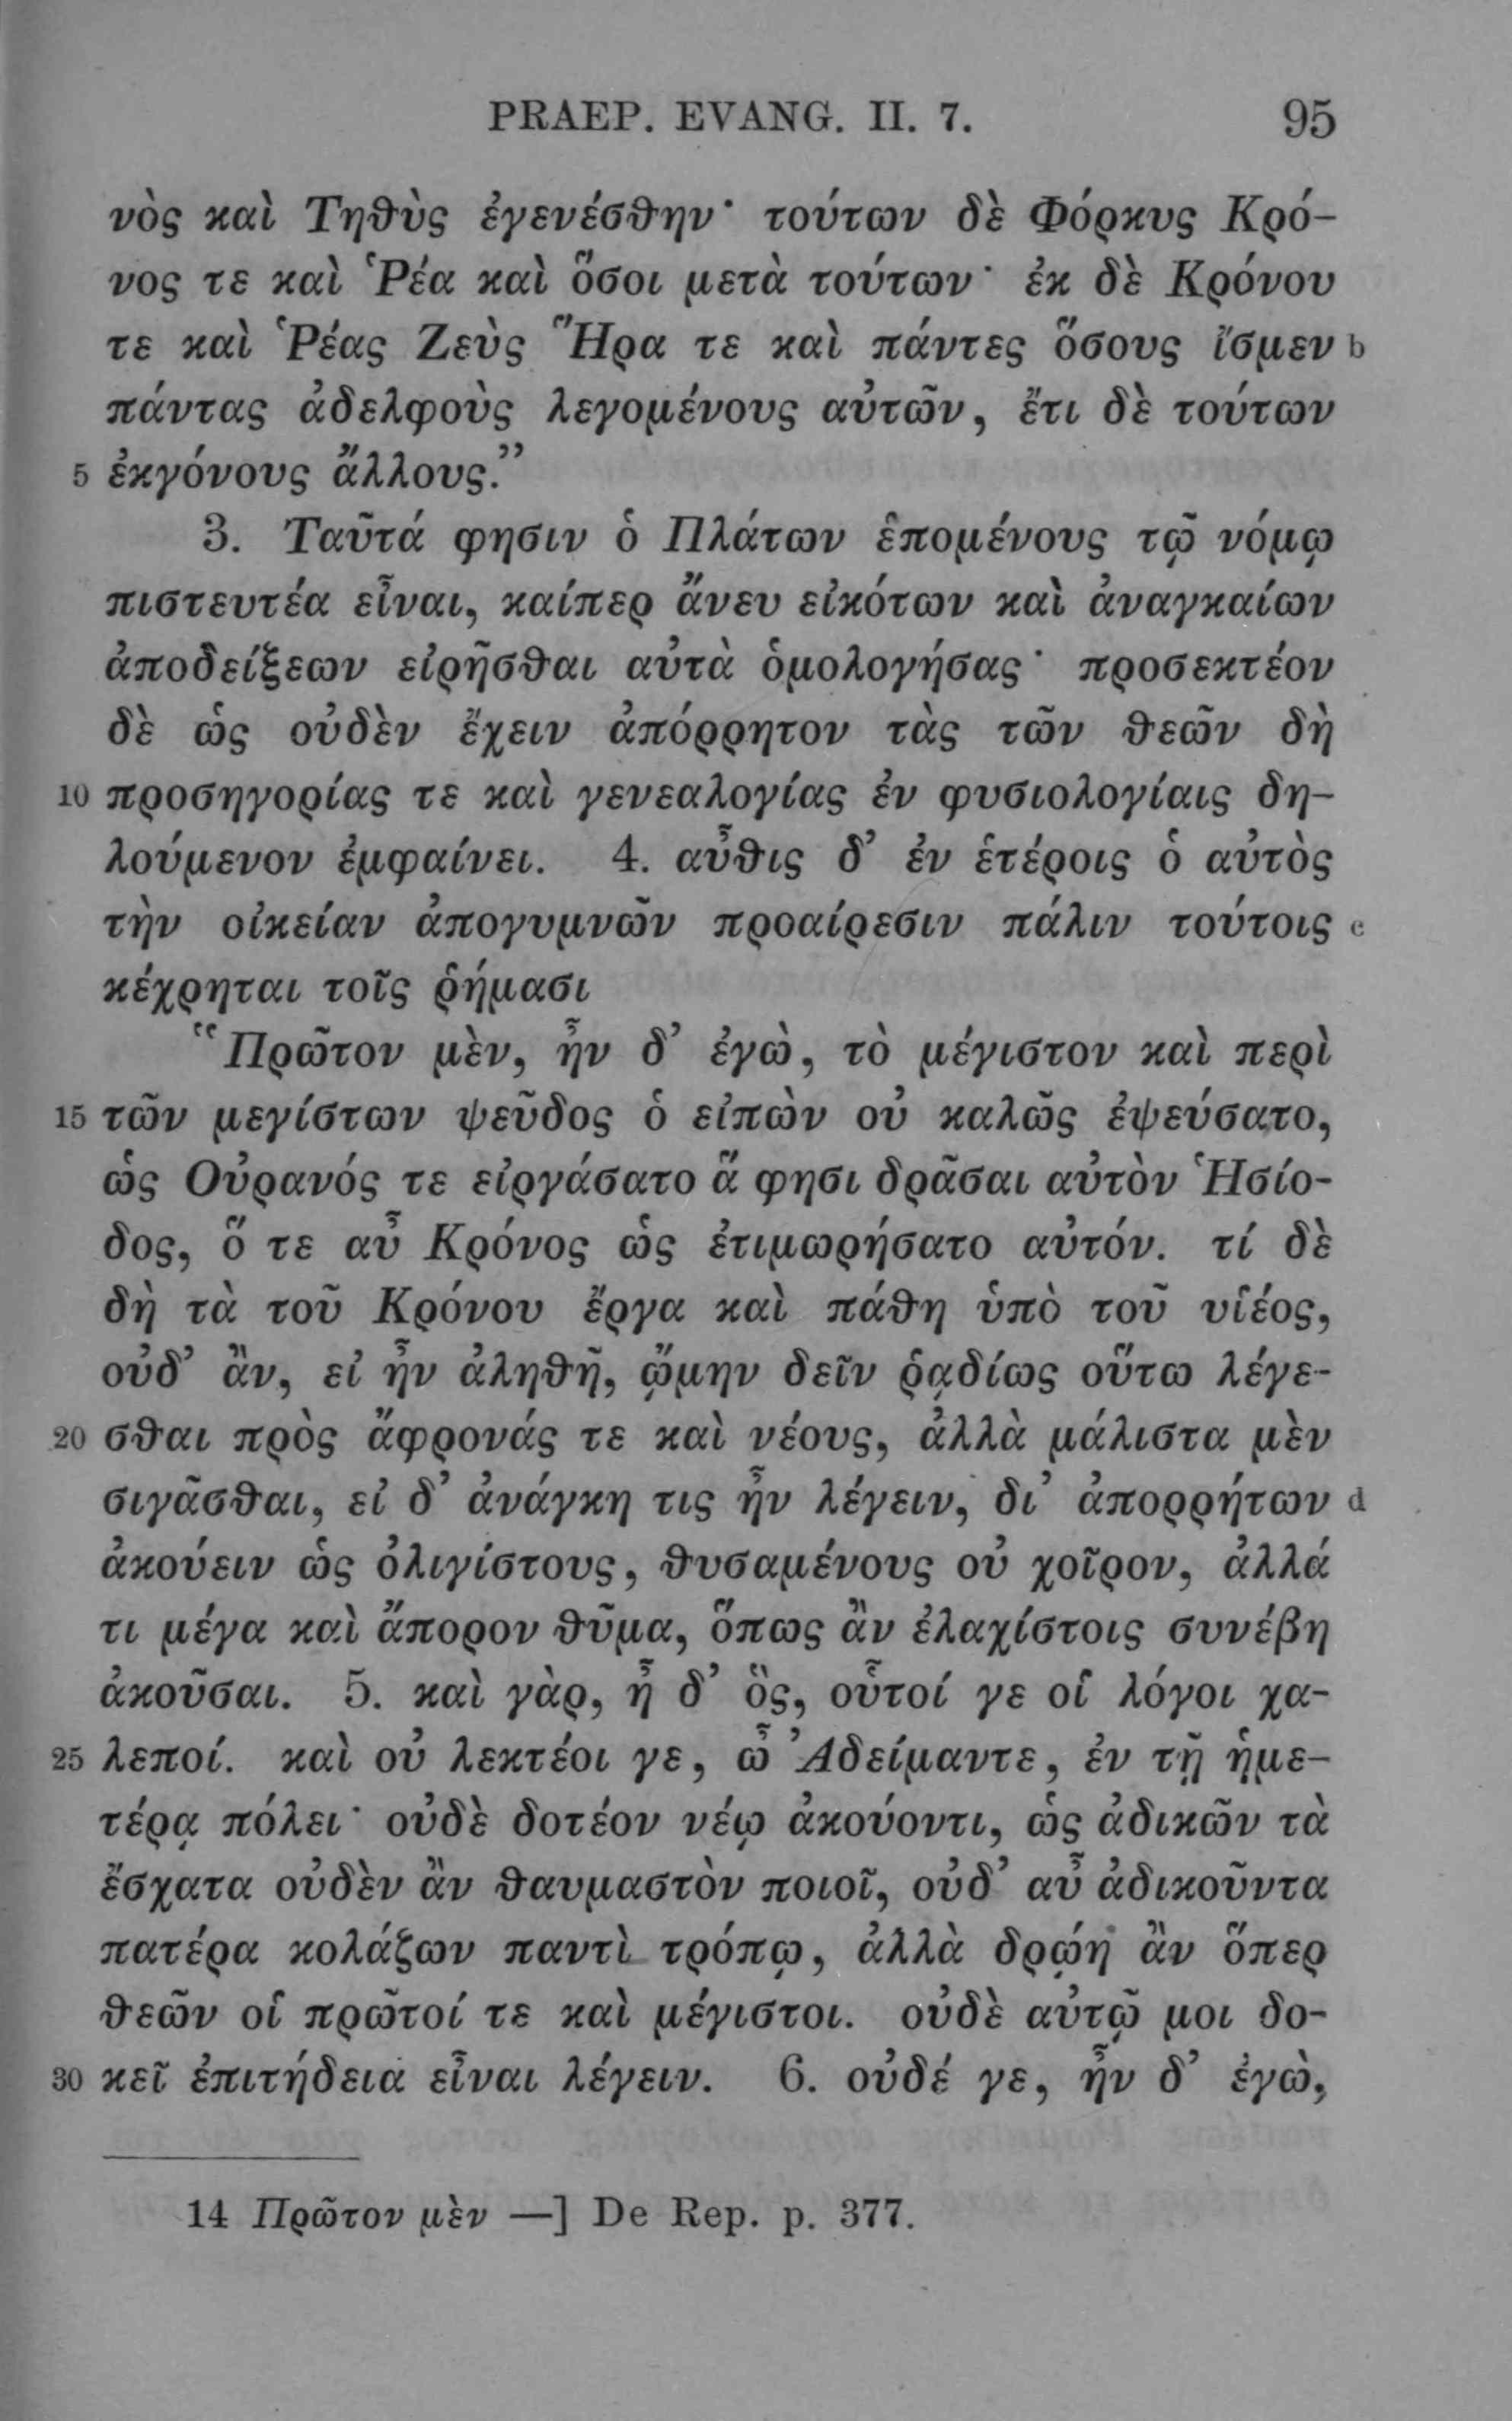 PRAEP. EVANG. II. 7. 95
νὸς καὶ Τηθὺς ἐγενέσθην· τούτων δὲ Φόρκυς Κρό-
νος τε καὶ Ῥέα καὶ ὅσοι μετὰ τούτων· ἐκ δὲ Κρόνου
τε καὶ Ῥέας Ζεὺς Ἥρα τε καὶ πάντες ὅσους ἴσμεν b
πάντας ἀδελφοὺς λεγομένους αὐτῶν, ἔτι δὲ τούτων
5 ἐκγόνους ἄλλους.”
3. Ταῦτά φησιν ὁ Πλάτων ἑπομένους τῷ νόμῳ
πιστευτέα εἶναι, καίπερ ἄνευ εἰκότων καὶ ἀναγκαίων
ἀποδείξεων εἰρῆσθαι αὐτὰ ὁμολογήσας· προσεκτέον
δὲ ὡς οὐδὲν ἔχειν ἀπόρρητον τὰς τῶν θεῶν δὴ
10 προσηγορίας τε καὶ γενεαλογίας ἐν φυσιολογίαις δη-
λούμενον ἐμφαίνει. 4. αὖθις δ’ ἐν ἑτέροις ὁ αὐτὸς
τὴν οἰκείαν ἀπογυμνῶν προαίρεσιν πάλιν τούτοις c
κέχρηται τοῖς ῥήμασι
“Πρῶτον μὲν, ἦν δ’ ἐγὼ, τὸ μέγιστον καὶ περὶ
15 τῶν μεγίστων ψεῦδος ὁ εἰπὼν οὐ καλῶς ἐψεύσατο,
ὡς Οὐρανός τε εἰργάσατο ἅ φησι δρᾶσαι αὐτὸν Ἡσίο-
δος, ὅ τε αὖ Κρόνος ὡς ἐτιμωρήσατο αὐτόν. τί δὲ
δὴ τὰ τοῦ Κρόνου ἔργα καὶ πάθη ὑπὸ τοῦ υἱέος,
οὐδ’ ἂν, εἰ ἦν ἀληθῆ, ᾤμην δεῖν ῥᾳδίως οὕτω λέγε-
20 σθαι πρὸς ἄφρονάς τε καὶ νέους, ἀλλὰ μάλιστα μὲν
σιγᾶσθαι, εἰ δ’ ἀνάγκη τις ἦν λέγειν, δι’ ἀπορρήτων d
ἀκούειν ὡς ὀλιγίστους, θυσαμένους οὐ χοῖρον, ἀλλά
τι μέγα καὶ ἄπορον θῦμα, ὅπως ἂν ἐλαχίστοις συνέβη
ἀκοῦσαι. 5. καὶ γὰρ, ἦ δ’ ὃς, οὗτοί γε οἱ λόγοι χα-
25 λεποί. καὶ οὐ λεκτέοι γε, ὦ Ἀδείμαντε, ἐν τῇ ἡμε-
τέρᾳ πόλει· οὐδὲ δοτέον νέῳ ἀκούοντι, ὡς ἀδικῶν τὰ
ἔσχατα οὐδὲν ἂν θαυμαστὸν ποιοῖ, οὐδ’ αὖ ἀδικοῦντα
πατέρα κολάζων παντὶ τρόπῳ, ἀλλὰ δρῴη ἂν ὅπερ
θεῶν οἱ πρῶτοί τε καὶ μέγιστοι. οὐδὲ αὐτῷ μοι δο-
30 κεῖ ἐπιτήδεια εἶναι λέγειν. 6. οὐδέ γε, ἦν δ’ ἐγὼ,
14 Πρῶτον μὲν —] De Rep. p. 377.